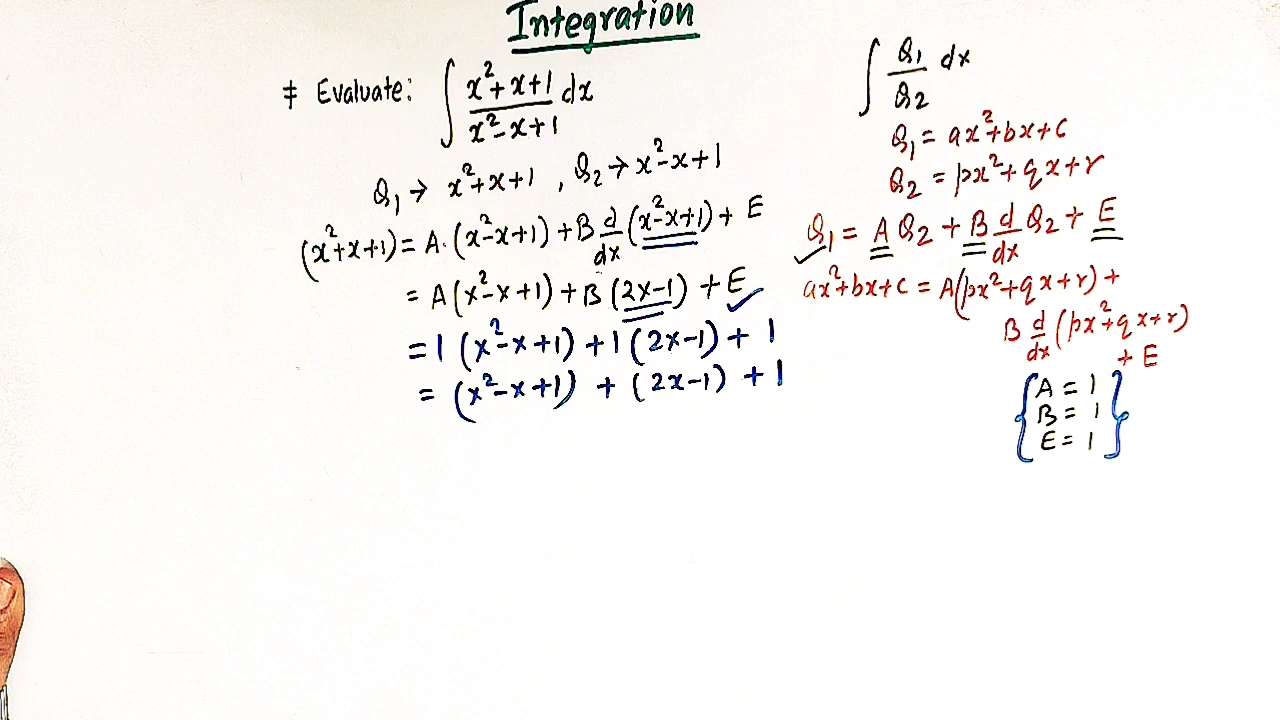 Integration
# Evaluate: ∫ (x²+x+1)/(x²-x+1) dx
Q₁ → x²+x+1 , Q₂ → x²-x+1
(x²+x+1) = A.(x²-x+1) + B d/dx (x²-x+1) + E
= A(x²-x+1) + B(2x-1) + E
= 1 (x²-x+1) + 1 (2x-1) + 1
= (x²-x+1) + (2x-1) + 1
∫ Q₁/Q₂ dx
Q₁ = ax²+bx+c
Q₂ = px²+qx+r
Q₁ = A Q₂ + B d/dx Q₂ + E
ax²+bx+c = A(px²+qx+r) +
B d/dx (px²+qx+r)
+ E
{A = 1
B = 1
E = 1}